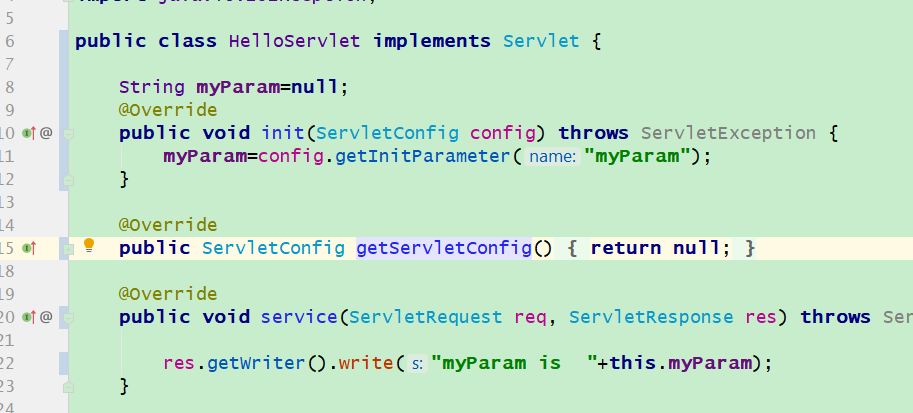 5
6 public class HelloServlet implements Servlet {
7
8 String myParam=null;
9 @Override
10 @ public void init(ServletConfig config) throws ServletException {
11 myParam=config.getInitParameter( name: "myParam");
12 }
13
14 @Override
15 public ServletConfig getServletConfig() { return null; }
18
19 @Override
20 @ public void service(ServletRequest req, ServletResponse res) throws Ser
21
22 res.getWriter().write( s: "myParam is  "+this.myParam);
23 }
24